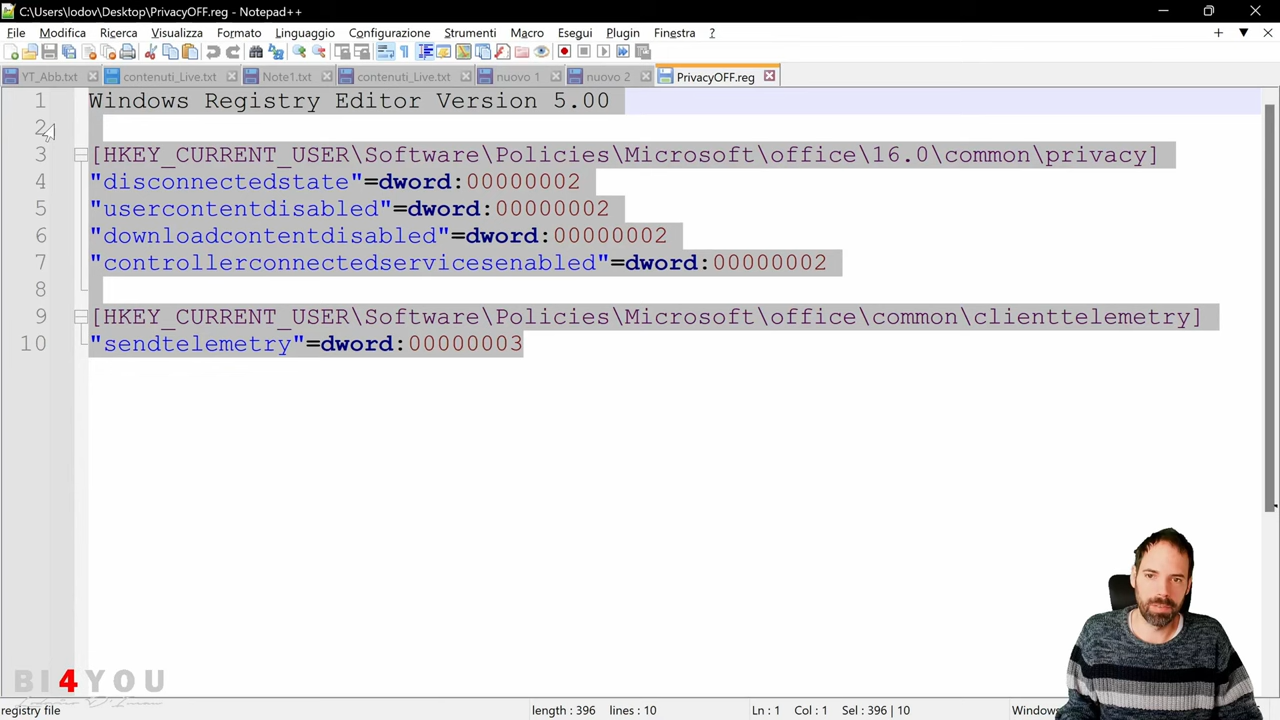 C:\Users\lodov\Desktop\PrivacyOFF.reg - Notepad++
File Modifica Ricerca Visualizza Formato Linguaggio Configurazione Strumenti Macro Esegui Plugin Finestra ?
YT_Abb.txt contenuti_Live.txt Note1.txt contenuti_Live.txt nuovo 1 nuovo 2 PrivacyOFF.reg
1 Windows Registry Editor Version 5.00
2
3 [HKEY_CURRENT_USER\Software\Policies\Microsoft\office\16.0\common\privacy]
4 "disconnectedstate"=dword:00000002
5 "usercontentdisabled"=dword:00000002
6 "downloadcontentdisabled"=dword:00000002
7 "controllerconnectedservicesenabled"=dword:00000002
8
9 [HKEY_CURRENT_USER\Software\Policies\Microsoft\office\common\clienttelemetry]
10 "sendtelemetry"=dword:00000003
BI4YOU
registry file length : 396 lines : 10 Ln : 1 Col : 1 Sel : 396 | 10 Windows